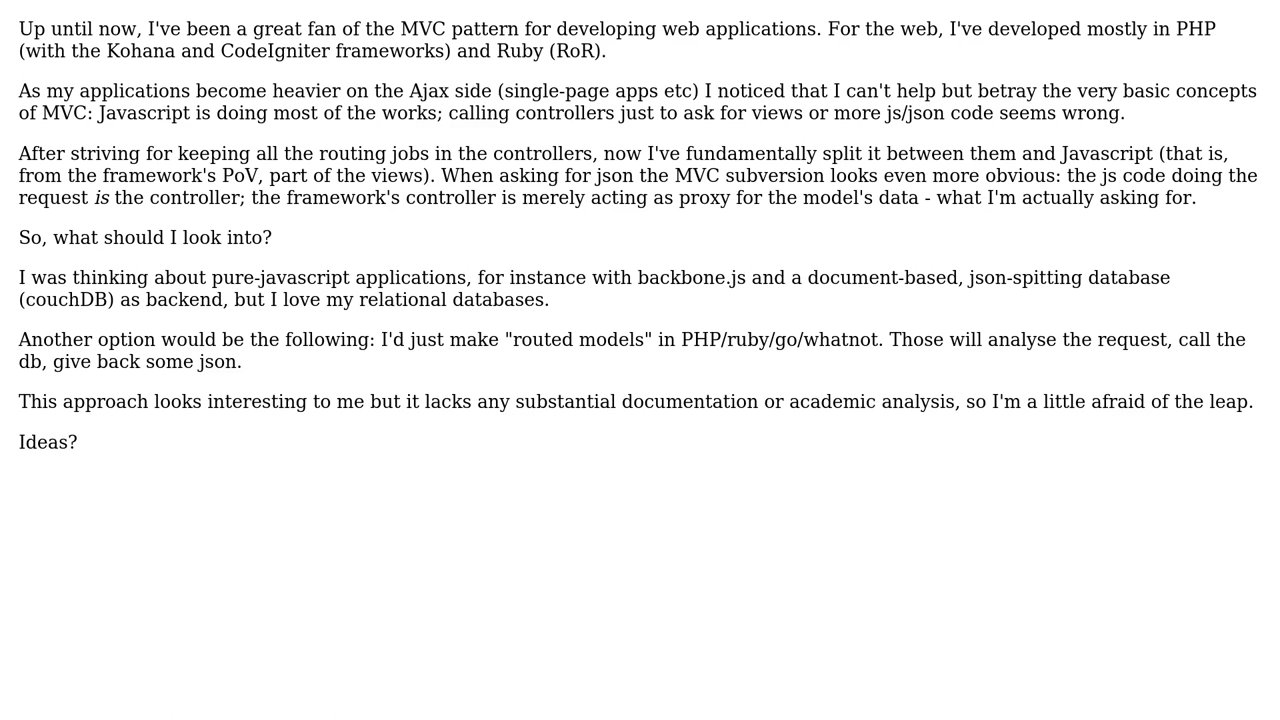 Up until now, I've been a great fan of the MVC pattern for developing web applications. For the web, I've developed mostly in PHP
(with the Kohana and CodeIgniter frameworks) and Ruby (RoR).
As my applications become heavier on the Ajax side (single-page apps etc) I noticed that I can't help but betray the very basic concepts
of MVC: Javascript is doing most of the works; calling controllers just to ask for views or more js/json code seems wrong.
After striving for keeping all the routing jobs in the controllers, now I've fundamentally split it between them and Javascript (that is,
from the framework's PoV, part of the views). When asking for json the MVC subversion looks even more obvious: the js code doing the
request is the controller; the framework's controller is merely acting as proxy for the model's data - what I'm actually asking for.
So, what should I look into?
I was thinking about pure-javascript applications, for instance with backbone.js and a document-based, json-spitting database
(couchDB) as backend, but I love my relational databases.
Another option would be the following: I'd just make "routed models" in PHP/ruby/go/whatnot. Those will analyse the request, call the
db, give back some json.
This approach looks interesting to me but it lacks any substantial documentation or academic analysis, so I'm a little afraid of the leap.
Ideas?